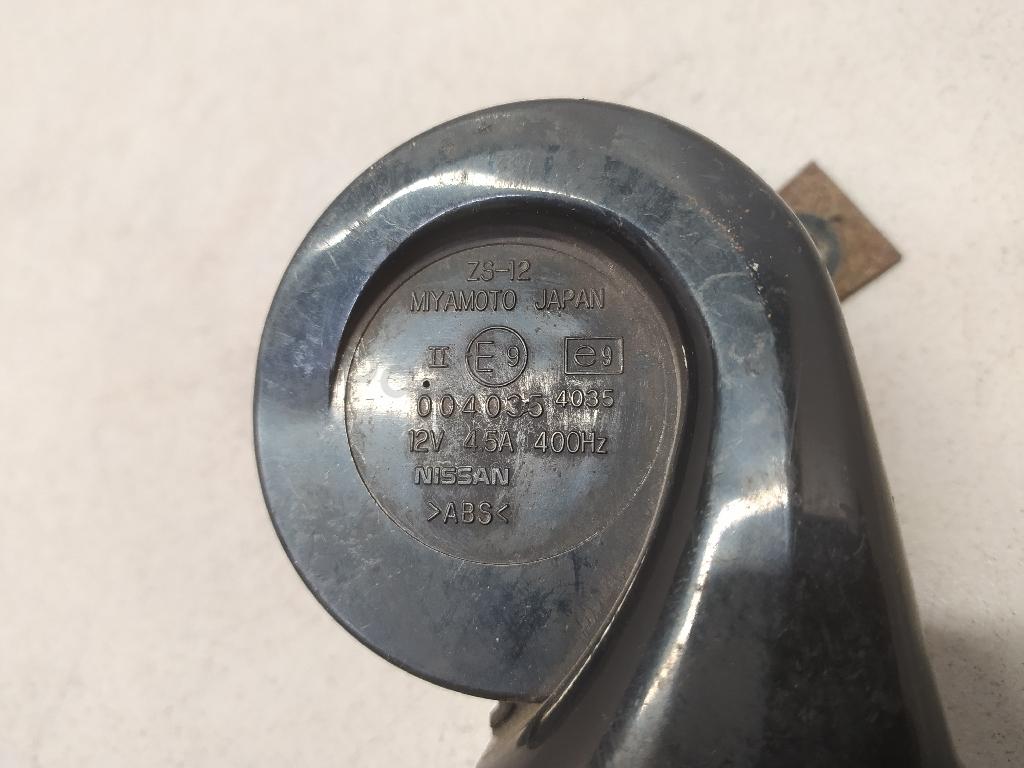 ZS-12
MIYAMOTO JAPAN
II E9 e9
004035 4035
12V 4.5A 400Hz
NISSAN
>ABS<